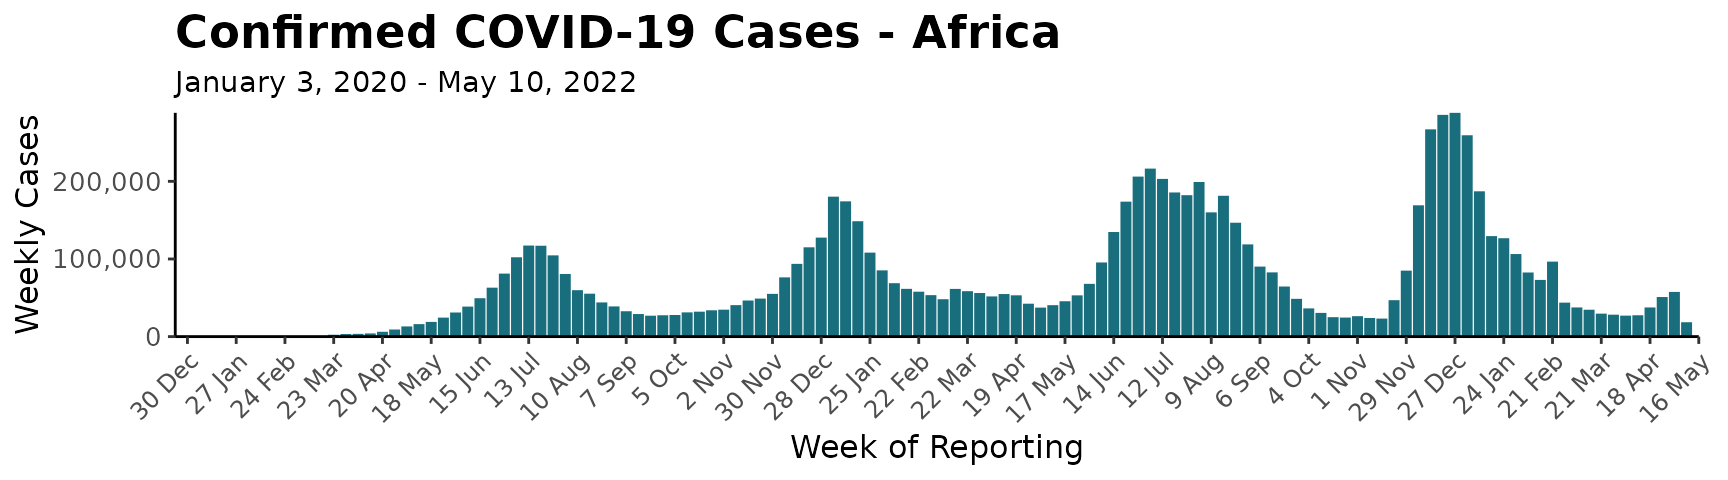 Confirmed COVID-19 Cases - Africa
January 3, 2020 - May 10, 2022
Weekly Cases
200,000
100,000
0
30 Dec
27 Jan
24 Feb
23 Mar
20 Apr
18 May
15 Jun
13 Jul
10 Aug
7 Sep
5 Oct
2 Nov
30 Nov
28 Dec
25 Jan
22 Feb
22 Mar
19 Apr
17 May
14 Jun
12 Jul
9 Aug
6 Sep
4 Oct
1 Nov
29 Nov
27 Dec
24 Jan
21 Feb
21 Mar
18 Apr
16 May
Week of Reporting